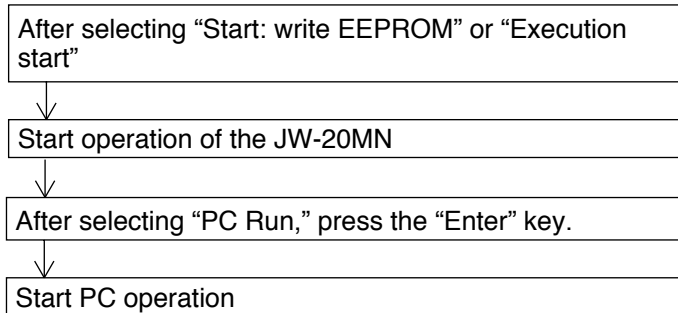 After selecting “Start: write EEPROM” or “Execution
start”
Start operation of the JW-20MN
After selecting “PC Run,” press the “Enter” key.
Start PC operation